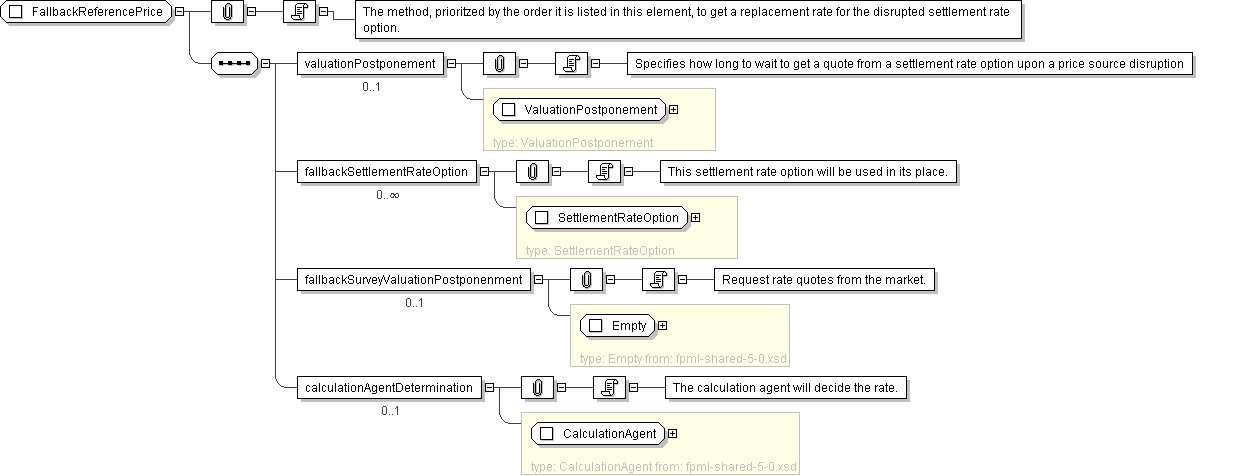 FallbackReferencePrice
The method, prioritzed by the order it is listed in this element, to get a replacement rate for the disrupted settlement rate
option.
valuationPostponement
Specifies how long to wait to get a quote from a settlement rate option upon a price source disruption
0..1
ValuationPostponement
type: ValuationPostponement
fallbackSettlementRateOption
This settlement rate option will be used in its place.
0..∞
SettlementRateOption
type: SettlementRateOption
fallbackSurveyValuationPostponenment
Request rate quotes from the market.
0..1
Empty
type: Empty from: fpml-shared-5-0.xsd
calculationAgentDetermination
The calculation agent will decide the rate.
0..1
CalculationAgent
type: CalculationAgent from: fpml-shared-5-0.xsd